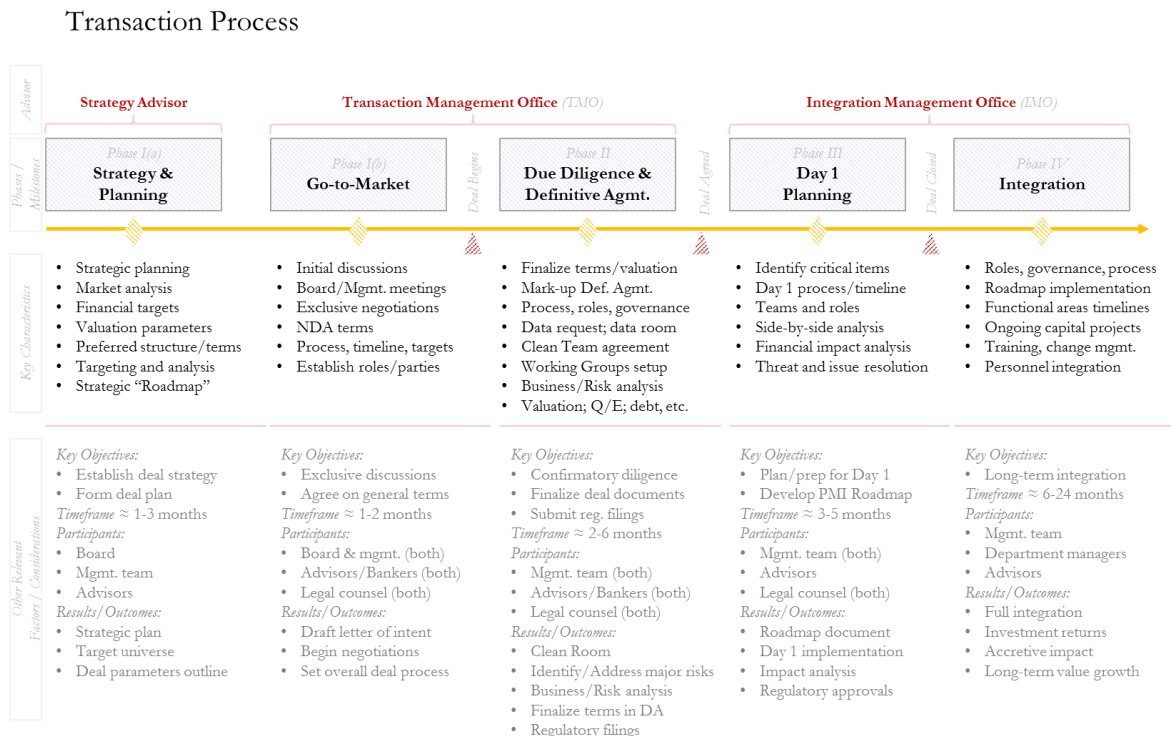 Transaction Process
Advisor
Strategy Advisor
Transaction Management Office (TMO)
Integration Management Office (IMO)
Phases /
Milestones
Phase I(a)
Strategy &
Planning
Phase I(b)
Go-to-Market
Deal Begins
Phase II
Due Diligence &
Definitive Agmt.
Deal Agreed
Phase III
Day 1
Planning
Deal Closed
Phase IV
Integration
Key Characteristics
• Strategic planning
• Market analysis
• Financial targets
• Valuation parameters
• Preferred structure/terms
• Targeting and analysis
• Strategic “Roadmap”
• Initial discussions
• Board/Mgmt. meetings
• Exclusive negotiations
• NDA terms
• Process, timeline, targets
• Establish roles/parties
• Finalize terms/valuation
• Mark-up Def. Agmt.
• Process, roles, governance
• Data request; data room
• Clean Team agreement
• Working Groups setup
• Business/Risk analysis
• Valuation; Q/E; debt, etc.
• Identify critical items
• Day 1 process/timeline
• Teams and roles
• Side-by-side analysis
• Financial impact analysis
• Threat and issue resolution
• Roles, governance, process
• Roadmap implementation
• Functional areas timelines
• Ongoing capital projects
• Training, change mgmt.
• Personnel integration
Other Relevant
Factors / Considerations
Key Objectives:
• Establish deal strategy
• Form deal plan
Timeframe ≈ 1-3 months
Participants:
• Board
• Mgmt. team
• Advisors
Results/Outcomes:
• Strategic plan
• Target universe
• Deal parameters outline
Key Objectives:
• Exclusive discussions
• Agree on general terms
Timeframe ≈ 1-2 months
Participants:
• Board & mgmt. (both)
• Advisors/Bankers (both)
• Legal counsel (both)
Results/Outcomes:
• Draft letter of intent
• Begin negotiations
• Set overall deal process
Key Objectives:
• Confirmatory diligence
• Finalize deal documents
• Submit reg. filings
Timeframe ≈ 2-6 months
Participants:
• Mgmt. team (both)
• Advisors/Bankers (both)
• Legal counsel (both)
Results/Outcomes:
• Clean Room
• Identify/Address major risks
• Business/Risk analysis
• Finalize terms in DA
• Regulatory filings
Key Objectives:
• Plan/prep for Day 1
• Develop PMI Roadmap
Timeframe ≈ 3-5 months
Participants:
• Mgmt. team (both)
• Advisors
• Legal counsel (both)
Results/Outcomes:
• Roadmap document
• Day 1 implementation
• Impact analysis
• Regulatory approvals
Key Objectives:
• Long-term integration
Timeframe ≈ 6-24 months
Participants:
• Mgmt. team
• Department managers
• Advisors
Results/Outcomes:
• Full integration
• Investment returns
• Accretive impact
• Long-term value growth